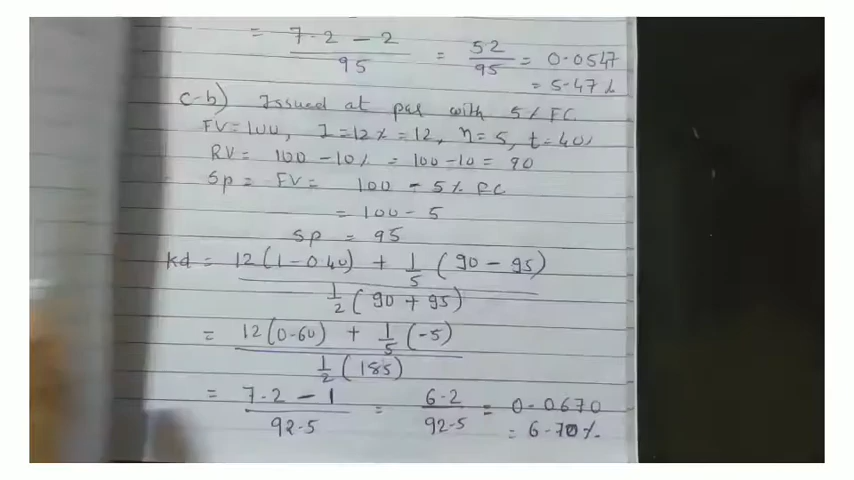 = 7.2 - 2 / 95 = 52 / 95 = 0.0547
= 5.47%
c-b) Issued at par with 5% FC
FV = 100, I = 12% = 12, n = 5, t = 40%
RV = 100 - 10% = 100 - 10 = 90
Sp = FV = 100 - 5% FC
= 100 - 5
Sp = 95
kd = 12(1 - 0.40) + 1/5 (90 - 95) / 1/2 (90 + 95)
= 12(0.60) + 1/5 (-5) / 1/2 (185)
= 7.2 - 1 / 92.5 = 6.2 / 92.5 = 0.0670
= 6.70%